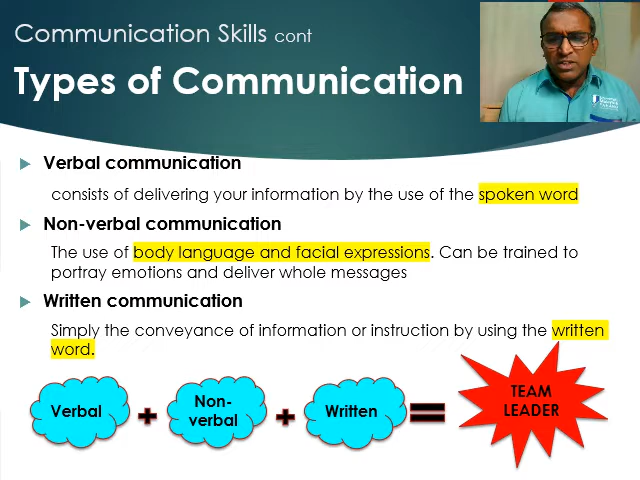 Communication Skills cont
Types of Communication
Verbal communication
consists of delivering your information by the use of the spoken word
Non-verbal communication
The use of body language and facial expressions. Can be trained to
portray emotions and deliver whole messages
Written communication
Simply the conveyance of information or instruction by using the written
word.
Verbal
Non-
verbal
Written
TEAM
LEADER